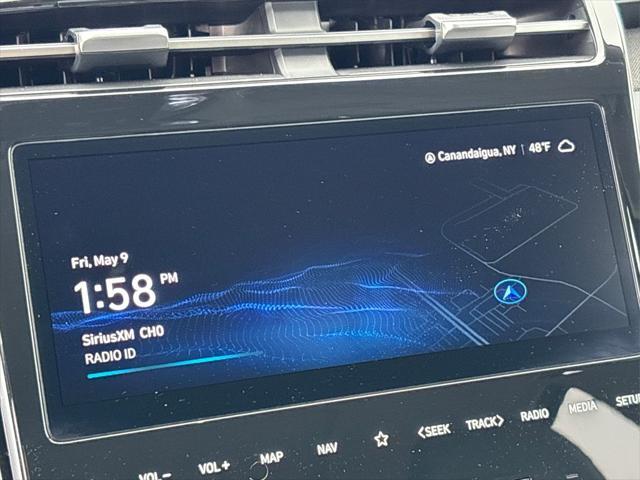 Canandaigua, NY | 48°F
Fri, May 9
1:58 PM
SiriusXM CH0
RADIO ID
VOL- VOL+ MAP NAV ☆ <SEEK TRACK> RADIO MEDIA SETUP